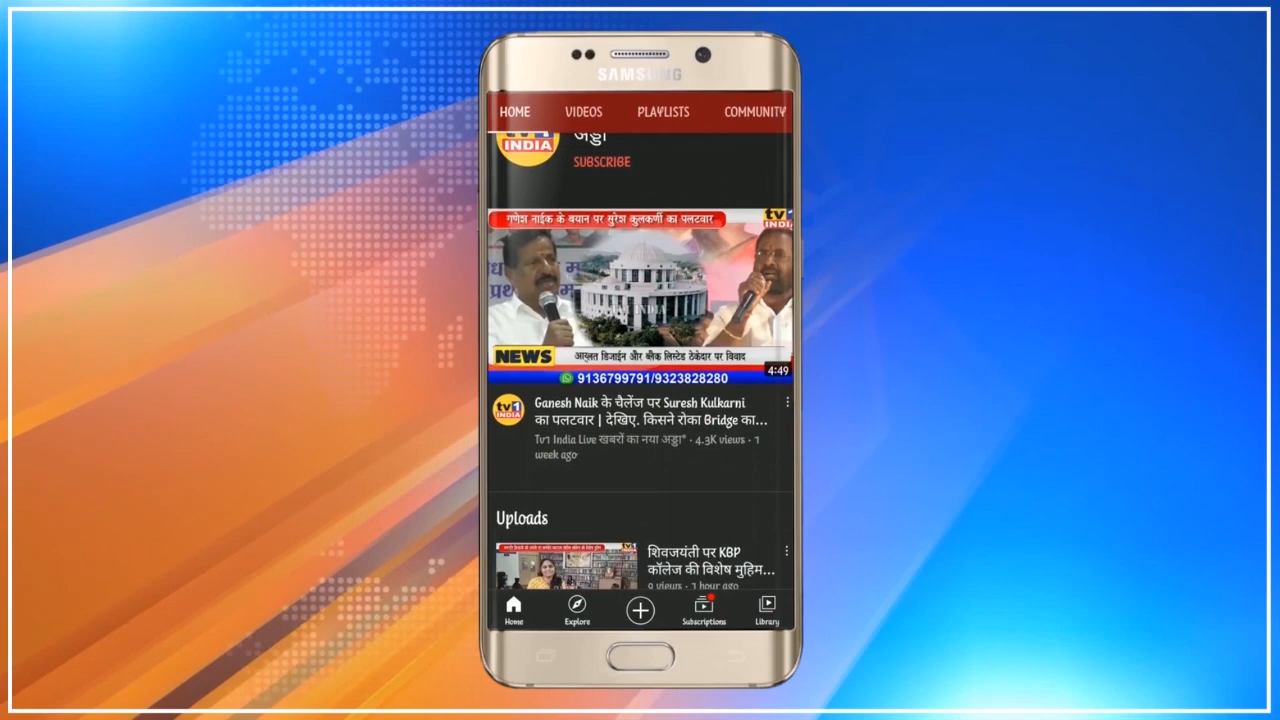 SAMSUNG
HOME VIDEOS PLAYLISTS COMMUNITY
tv1
INDIA
अड्डा
SUBSCRIBE
गणेश नाईक के बयान पर सुरेश कुलकर्णी का पलटवार
tv1
INDIA
NEWS
आयलत डिजाईन और ब्लैक लिस्टेड ठेकेदार पर विवाद
4:49
9136799791/9323828280
tv1
INDIA
Ganesh Naik के चैलेंज पर Suresh Kulkarni
का पलटवार | देखिए. किसने रोका Bridge का...
Tv1 India Live खबरों का नया अड्डा" · 4.3K views · 1
week ago
Uploads
शिवजयंती पर KBP
कॉलेज की विशेष मुहिम...
9 views · 1 hour ago
Home Explore Subscriptions Library